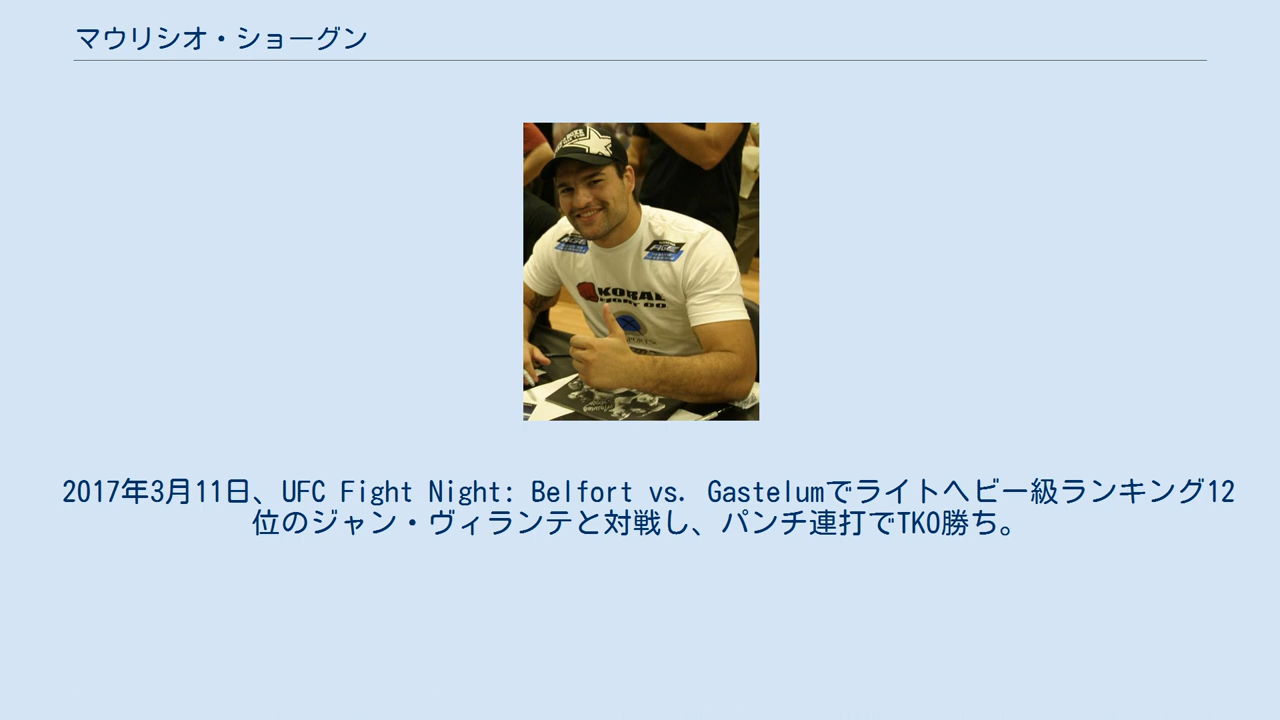 マウリシオ・ショーグン
KORAL
FIGHT CO
2017年3月11日、UFC Fight Night: Belfort vs. Gastelumでライトヘビー級ランキング12
位のジャン・ヴィランテと対戦し、パンチ連打でTKO勝ち。